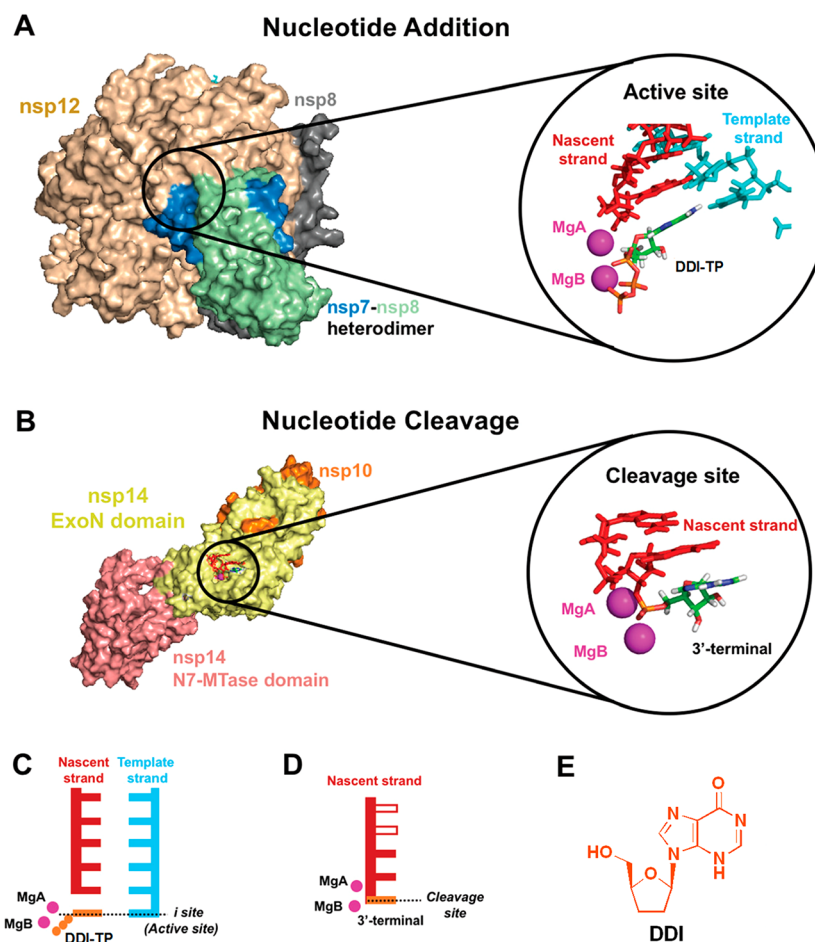 A
Nucleotide Addition
nsp12
nsp8
Active site
Nascent
strand
Template
strand
MgA
MgB
DDI-TP
nsp7-nsp8
heterodimer
B
Nucleotide Cleavage
nsp10
nsp14
ExoN domain
Cleavage site
Nascent strand
MgA
MgB
3'-terminal
nsp14
N7-MTase domain
C
Nascent
strand
Template
strand
MgA
MgB
DDI-TP
i site
(Active site)
D
Nascent strand
MgA
MgB
3'-terminal
Cleavage
site
E
O
N
N
HO
N
N
H
O
DDI